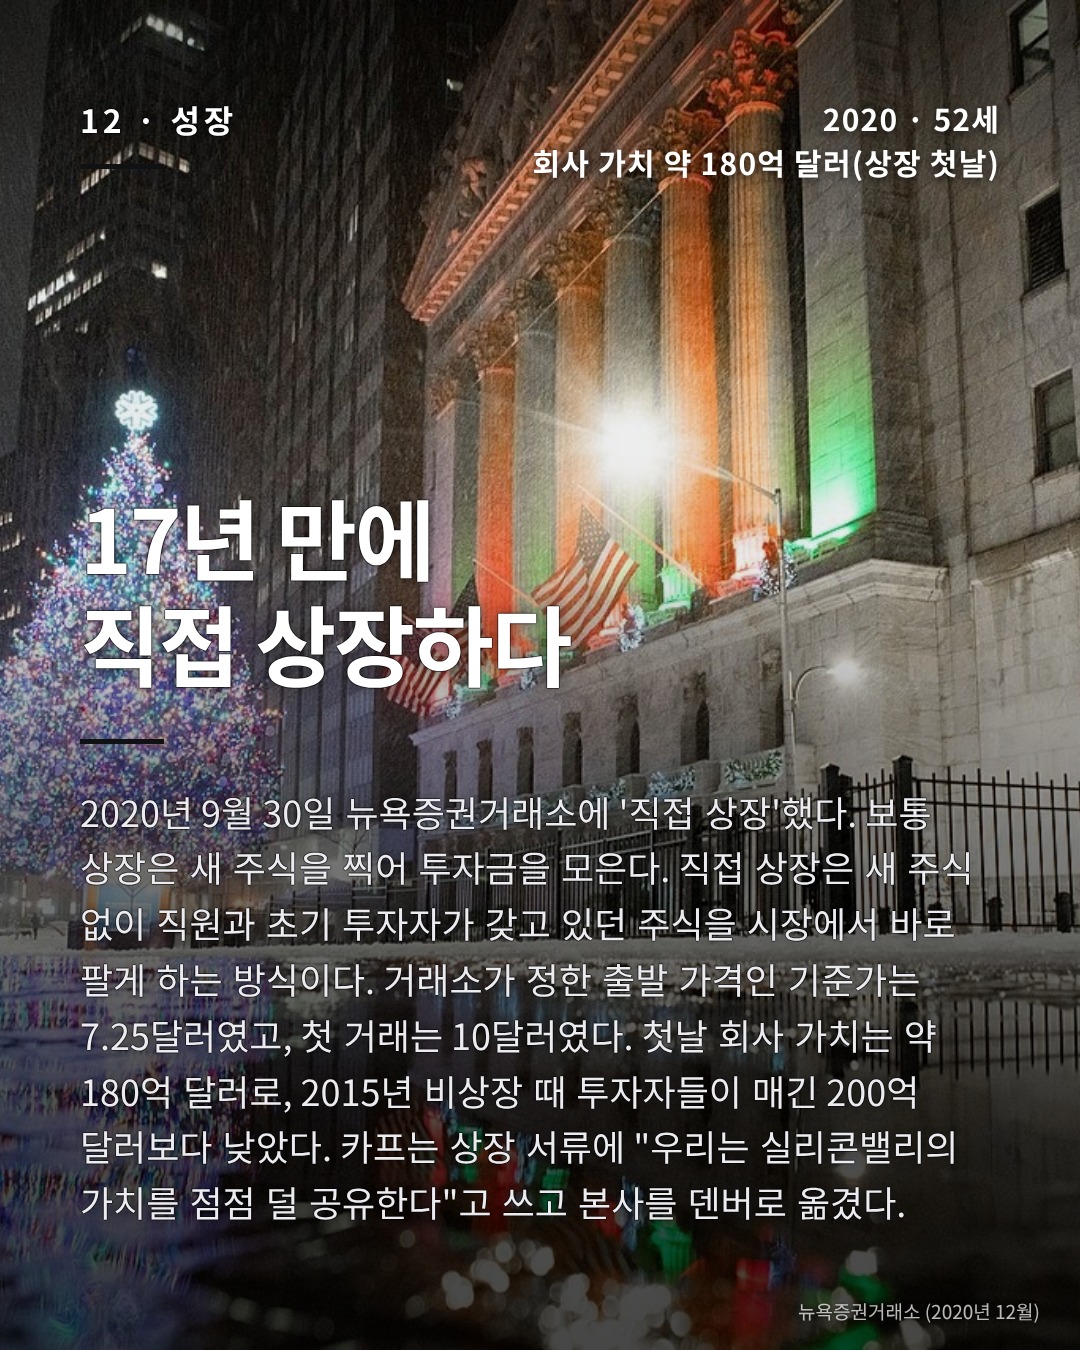 12 · 성장
2020 · 52세
회사 가치 약 180억 달러(상장 첫날)
17년 만에
직접 상장하다
2020년 9월 30일 뉴욕증권거래소에 '직접 상장'했다. 보통
상장은 새 주식을 찍어 투자금을 모은다. 직접 상장은 새 주식
없이 직원과 초기 투자자가 갖고 있던 주식을 시장에서 바로
팔게 하는 방식이다. 거래소가 정한 출발 가격인 기준가는
7.25달러였고, 첫 거래는 10달러였다. 첫날 회사 가치는 약
180억 달러로, 2015년 비상장 때 투자자들이 매긴 200억
달러보다 낮았다. 카프는 상장 서류에 "우리는 실리콘밸리의
가치를 점점 덜 공유한다"고 쓰고 본사를 덴버로 옮겼다.
뉴욕증권거래소 (2020년 12월)